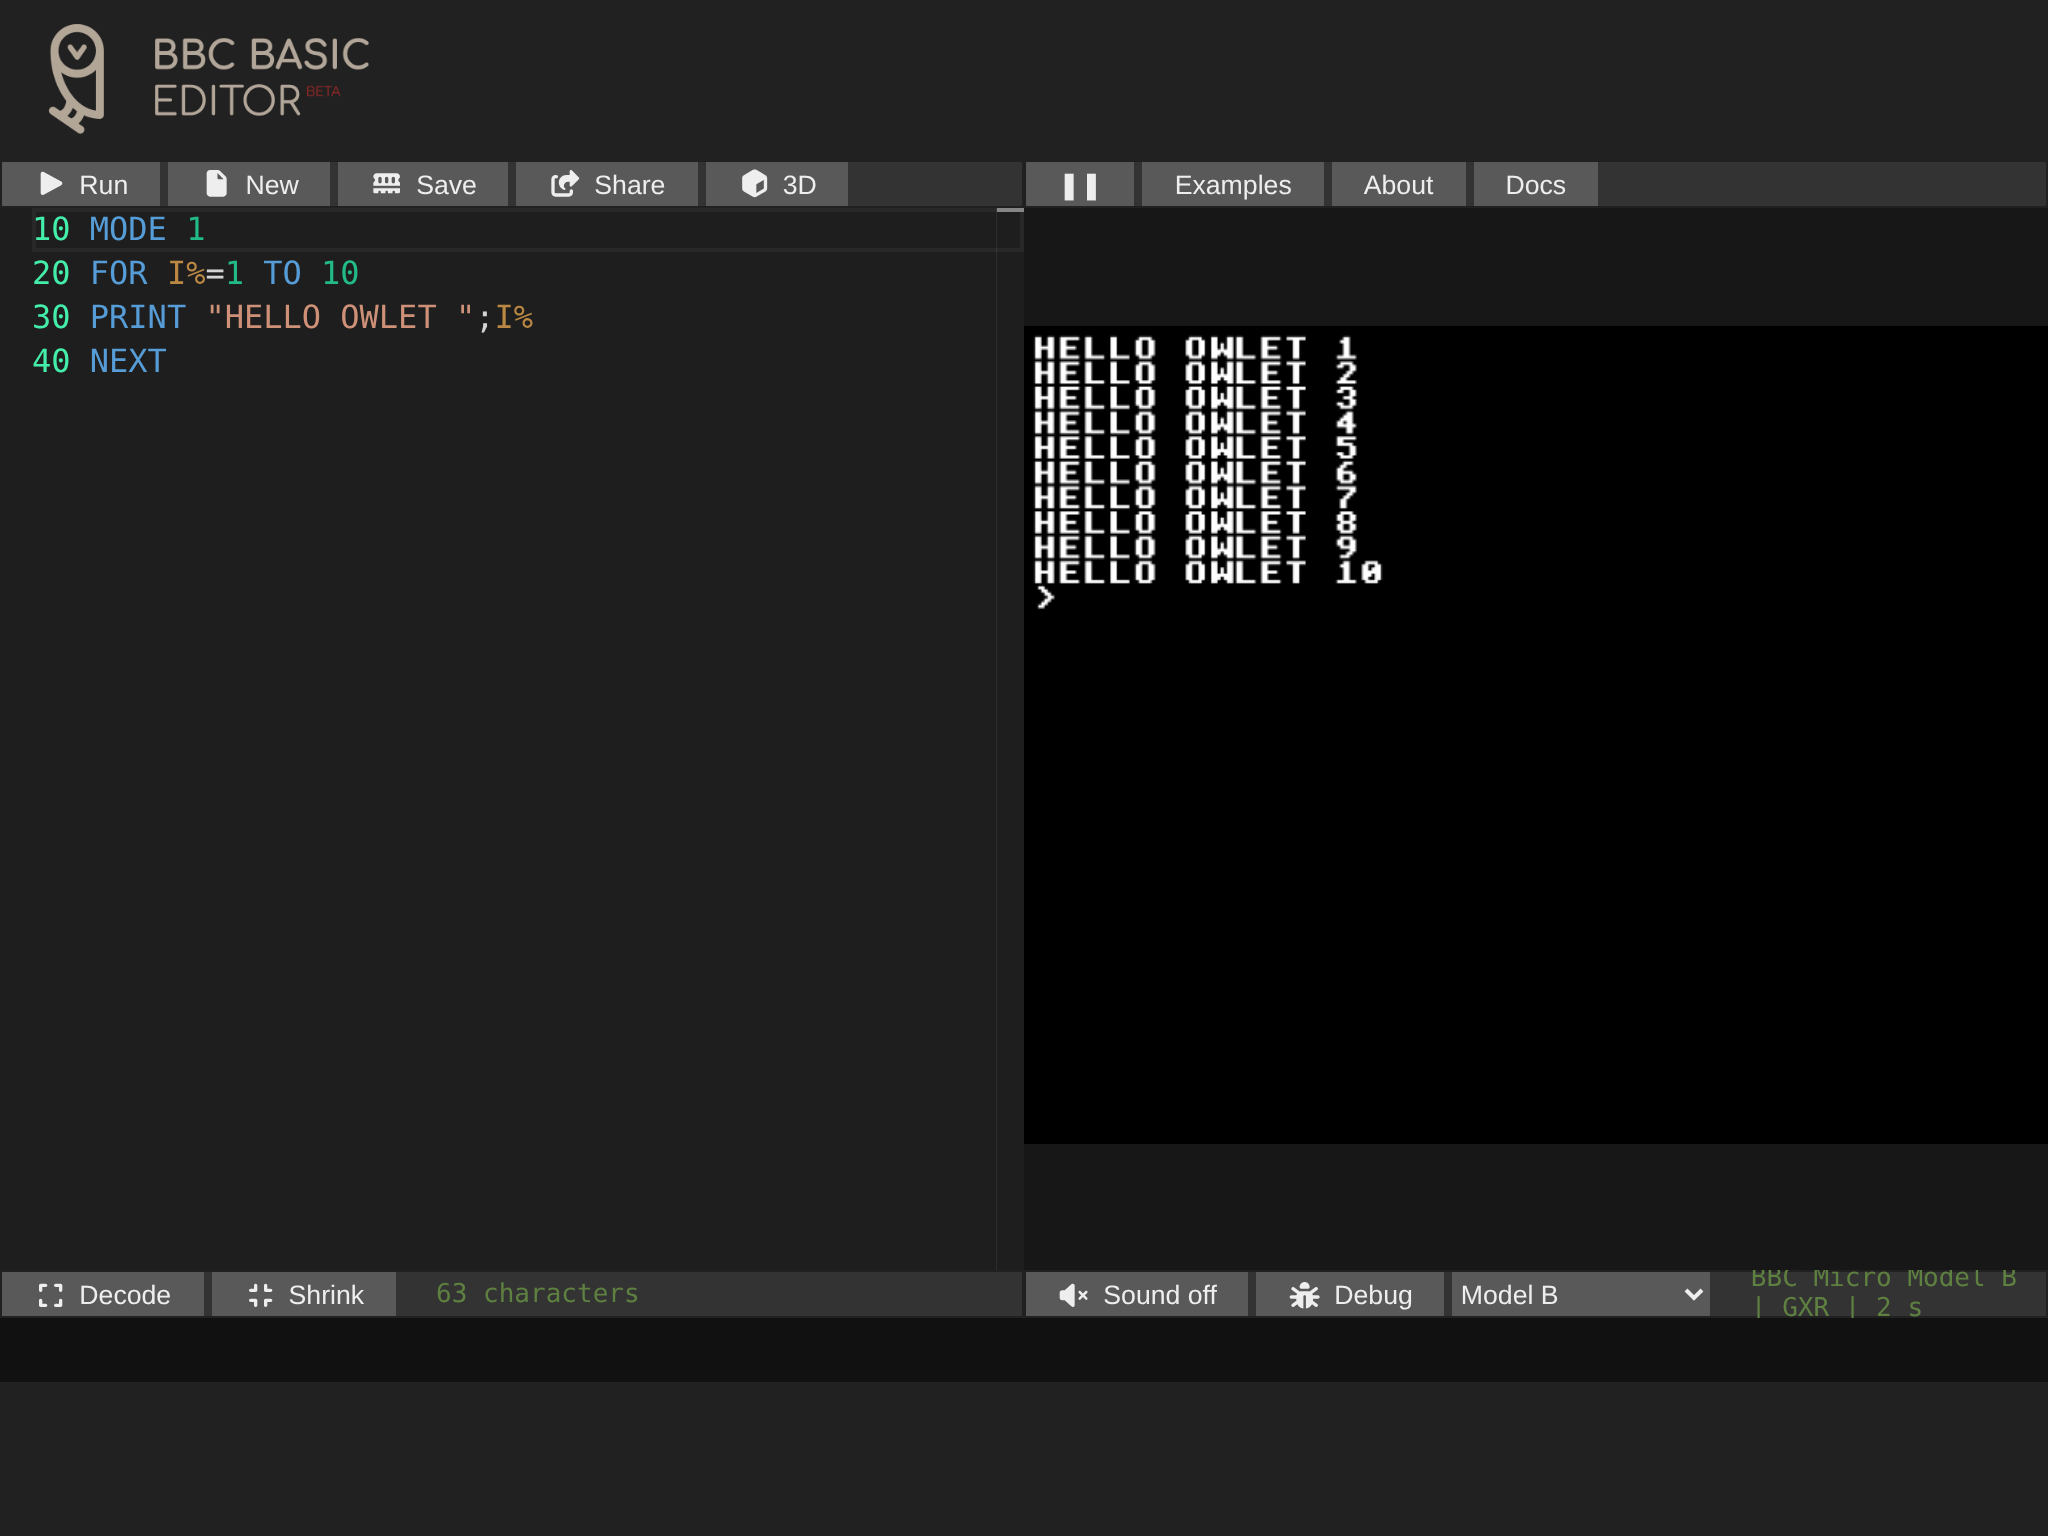 BBC BASIC
EDITOR BETA
Run New Save Share 3D Examples About Docs
10 MODE 1
20 FOR I%=1 TO 10
30 PRINT "HELLO OWLET ";I%
40 NEXT
HELLO OWLET 1
HELLO OWLET 2
HELLO OWLET 3
HELLO OWLET 4
HELLO OWLET 5
HELLO OWLET 6
HELLO OWLET 7
HELLO OWLET 8
HELLO OWLET 9
HELLO OWLET 10
>
Decode Shrink 63 characters Sound off Debug Model B
BBC Micro Model B
| GXR | 2 s